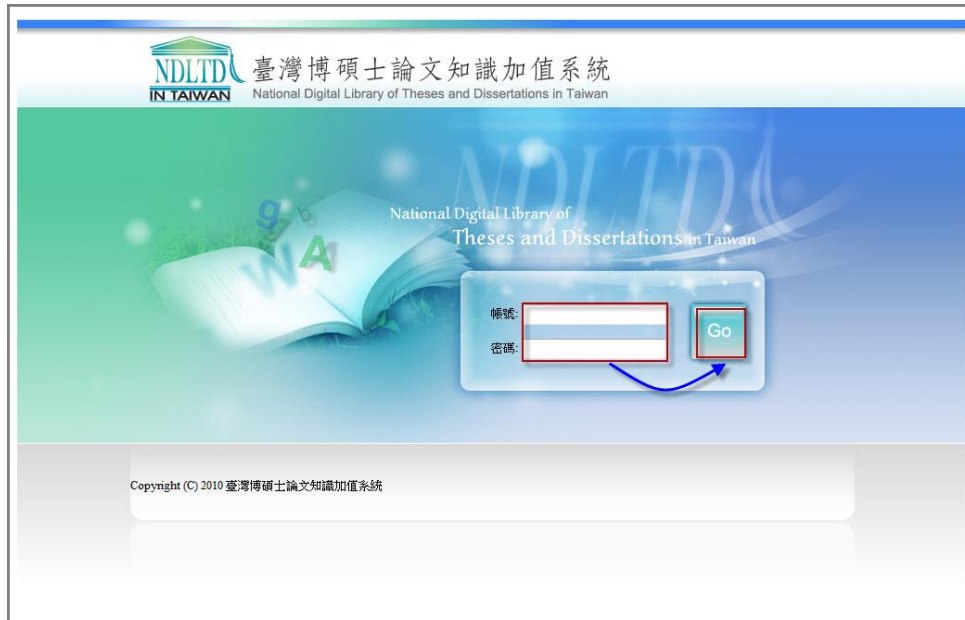 NDLTD
IN TAIWAN
臺灣博碩士論文知識加值系統
National Digital Library of Theses and Dissertations in Taiwan
NDLTD
g b
W A
National Digital Library of
Theses and Dissertations in Taiwan
帳號:
密碼:
Go
Copyright (C) 2010 臺灣博碩士論文知識加值系統